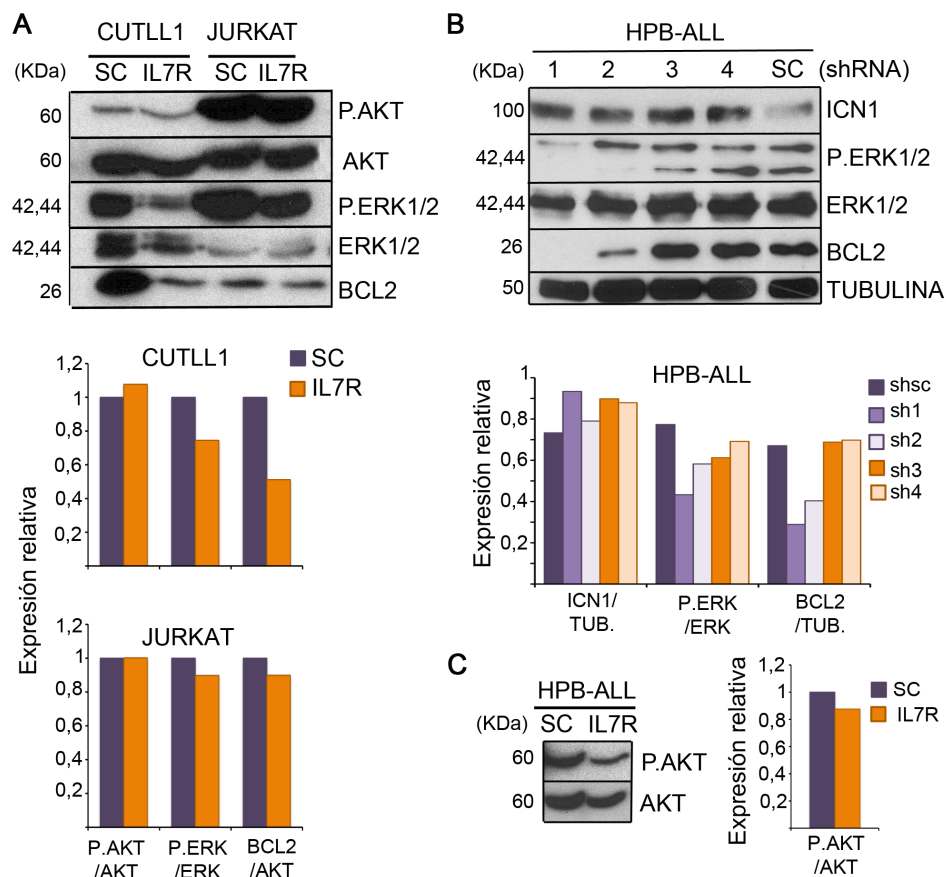 A
CUTLL1 JURKAT
(KDa) SC IL7R SC IL7R
60 P.AKT
60 AKT
42,44 P.ERK1/2
42,44 ERK1/2
26 BCL2
B
HPB-ALL
(KDa) 1 2 3 4 SC (shRNA)
100 ICN1
42,44 P.ERK1/2
42,44 ERK1/2
26 BCL2
50 TUBULINA
CUTLL1
SC
IL7R
1,2
1
0,8
0,6
0,4
0,2
Expresión relativa
JURKAT
1,2
1
0,8
0,6
0,4
0,2
P.AKT P.ERK BCL2
/AKT /ERK /AKT
HPB-ALL
shsc
sh1
sh2
sh3
sh4
Expresión relativa
1
0,8
0,6
0,4
0,2
ICN1/ P.ERK BCL2
TUB. /ERK /TUB.
C
HPB-ALL
(KDa) SC IL7R
60 P.AKT
60 AKT
Expresión relativa
1,2
1
0,8
0,6
0,4
0,2
SC
IL7R
P.AKT
/AKT